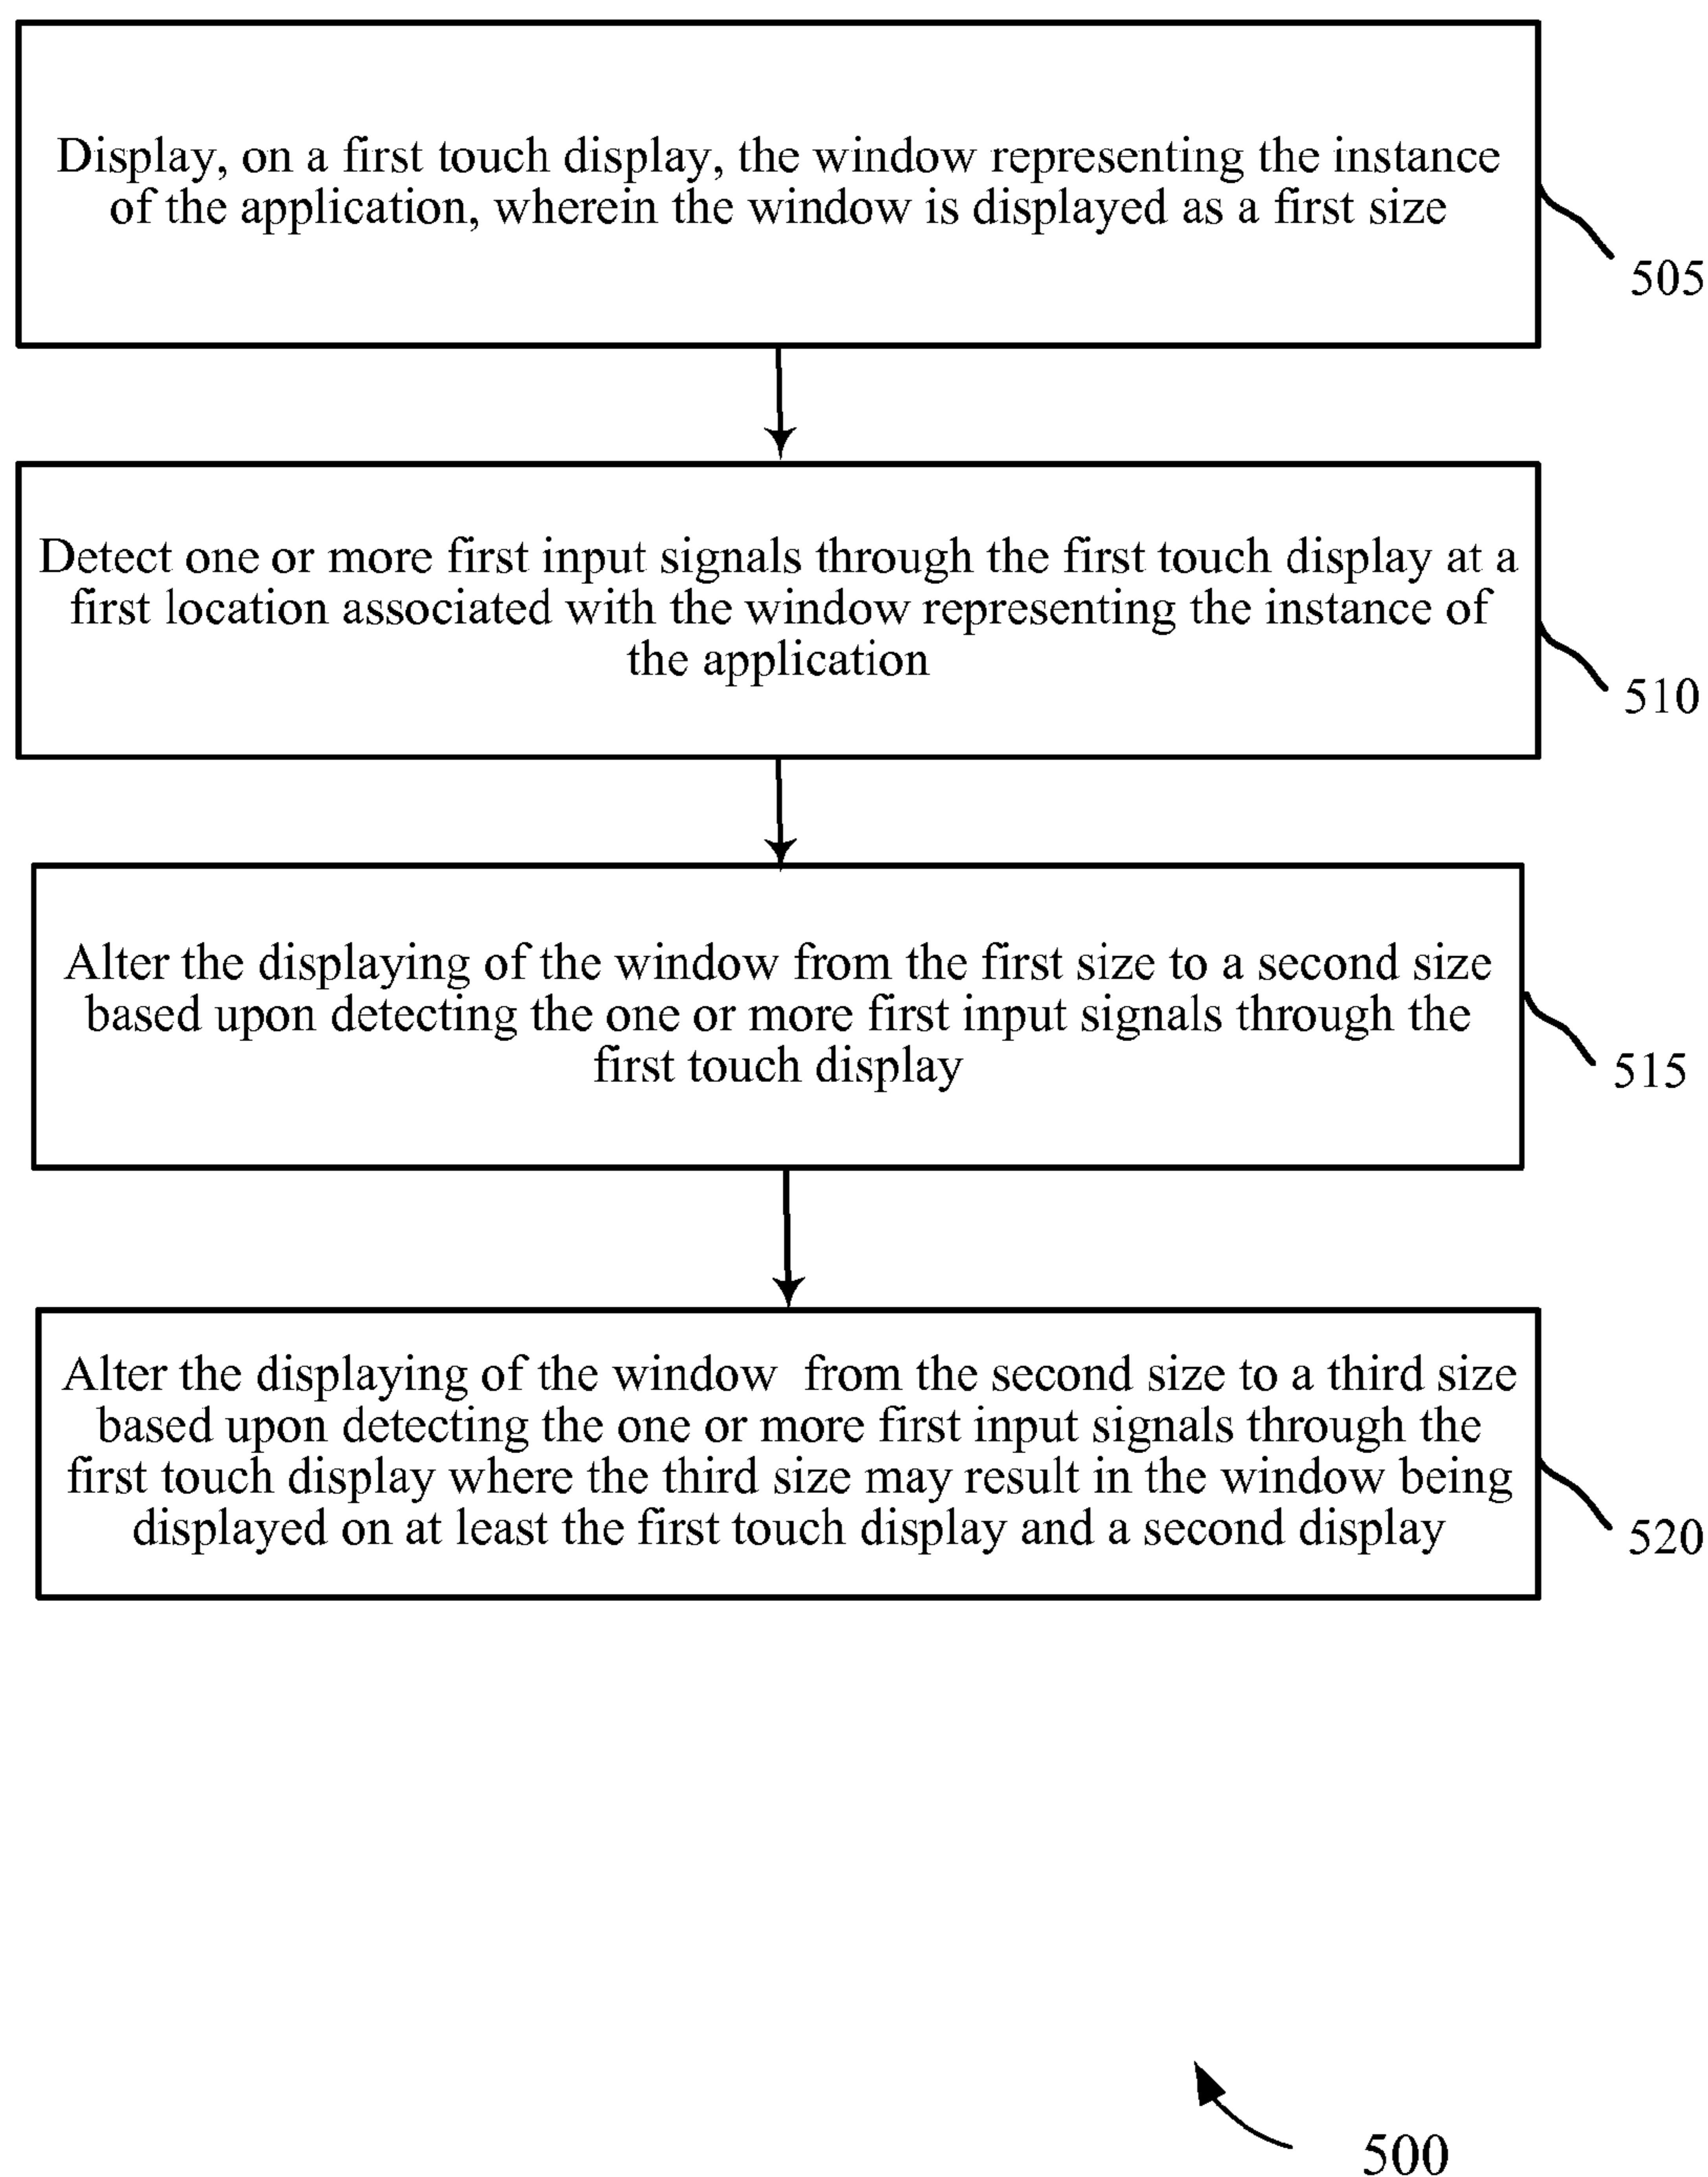 Display, on a first touch display, the window representing the instance
of the application, wherein the window is displayed as a first size
505
Detect one or more first input signals through the first touch display at a
first location associated with the window representing the instance of
the application
510
Alter the displaying of the window from the first size to a second size
based upon detecting the one or more first input signals through the
first touch display
515
Alter the displaying of the window from the second size to a third size
based upon detecting the one or more first input signals through the
first touch display where the third size may result in the window being
displayed on at least the first touch display and a second display
520
500